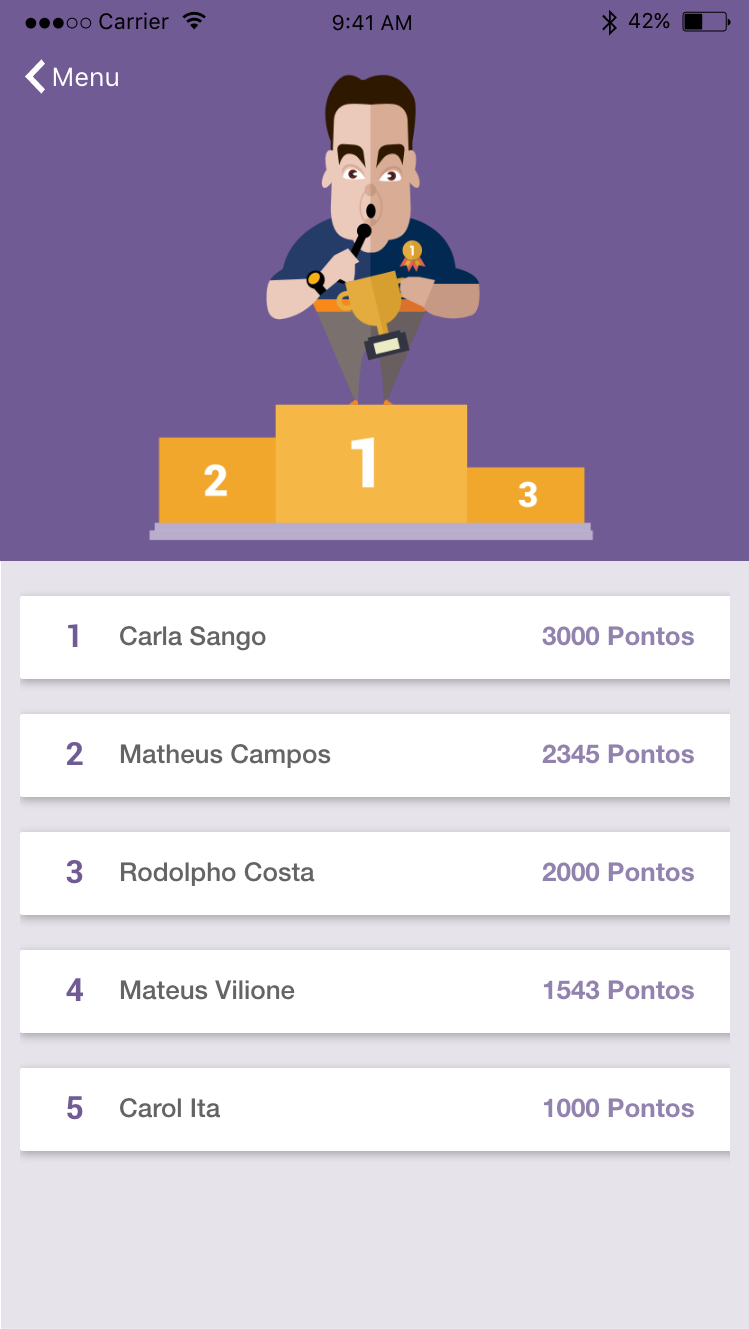 Carrier 9:41 AM 42%
Menu
1
1
2
3
1 Carla Sango 3000 Pontos
2 Matheus Campos 2345 Pontos
3 Rodolpho Costa 2000 Pontos
4 Mateus Vilione 1543 Pontos
5 Carol Ita 1000 Pontos